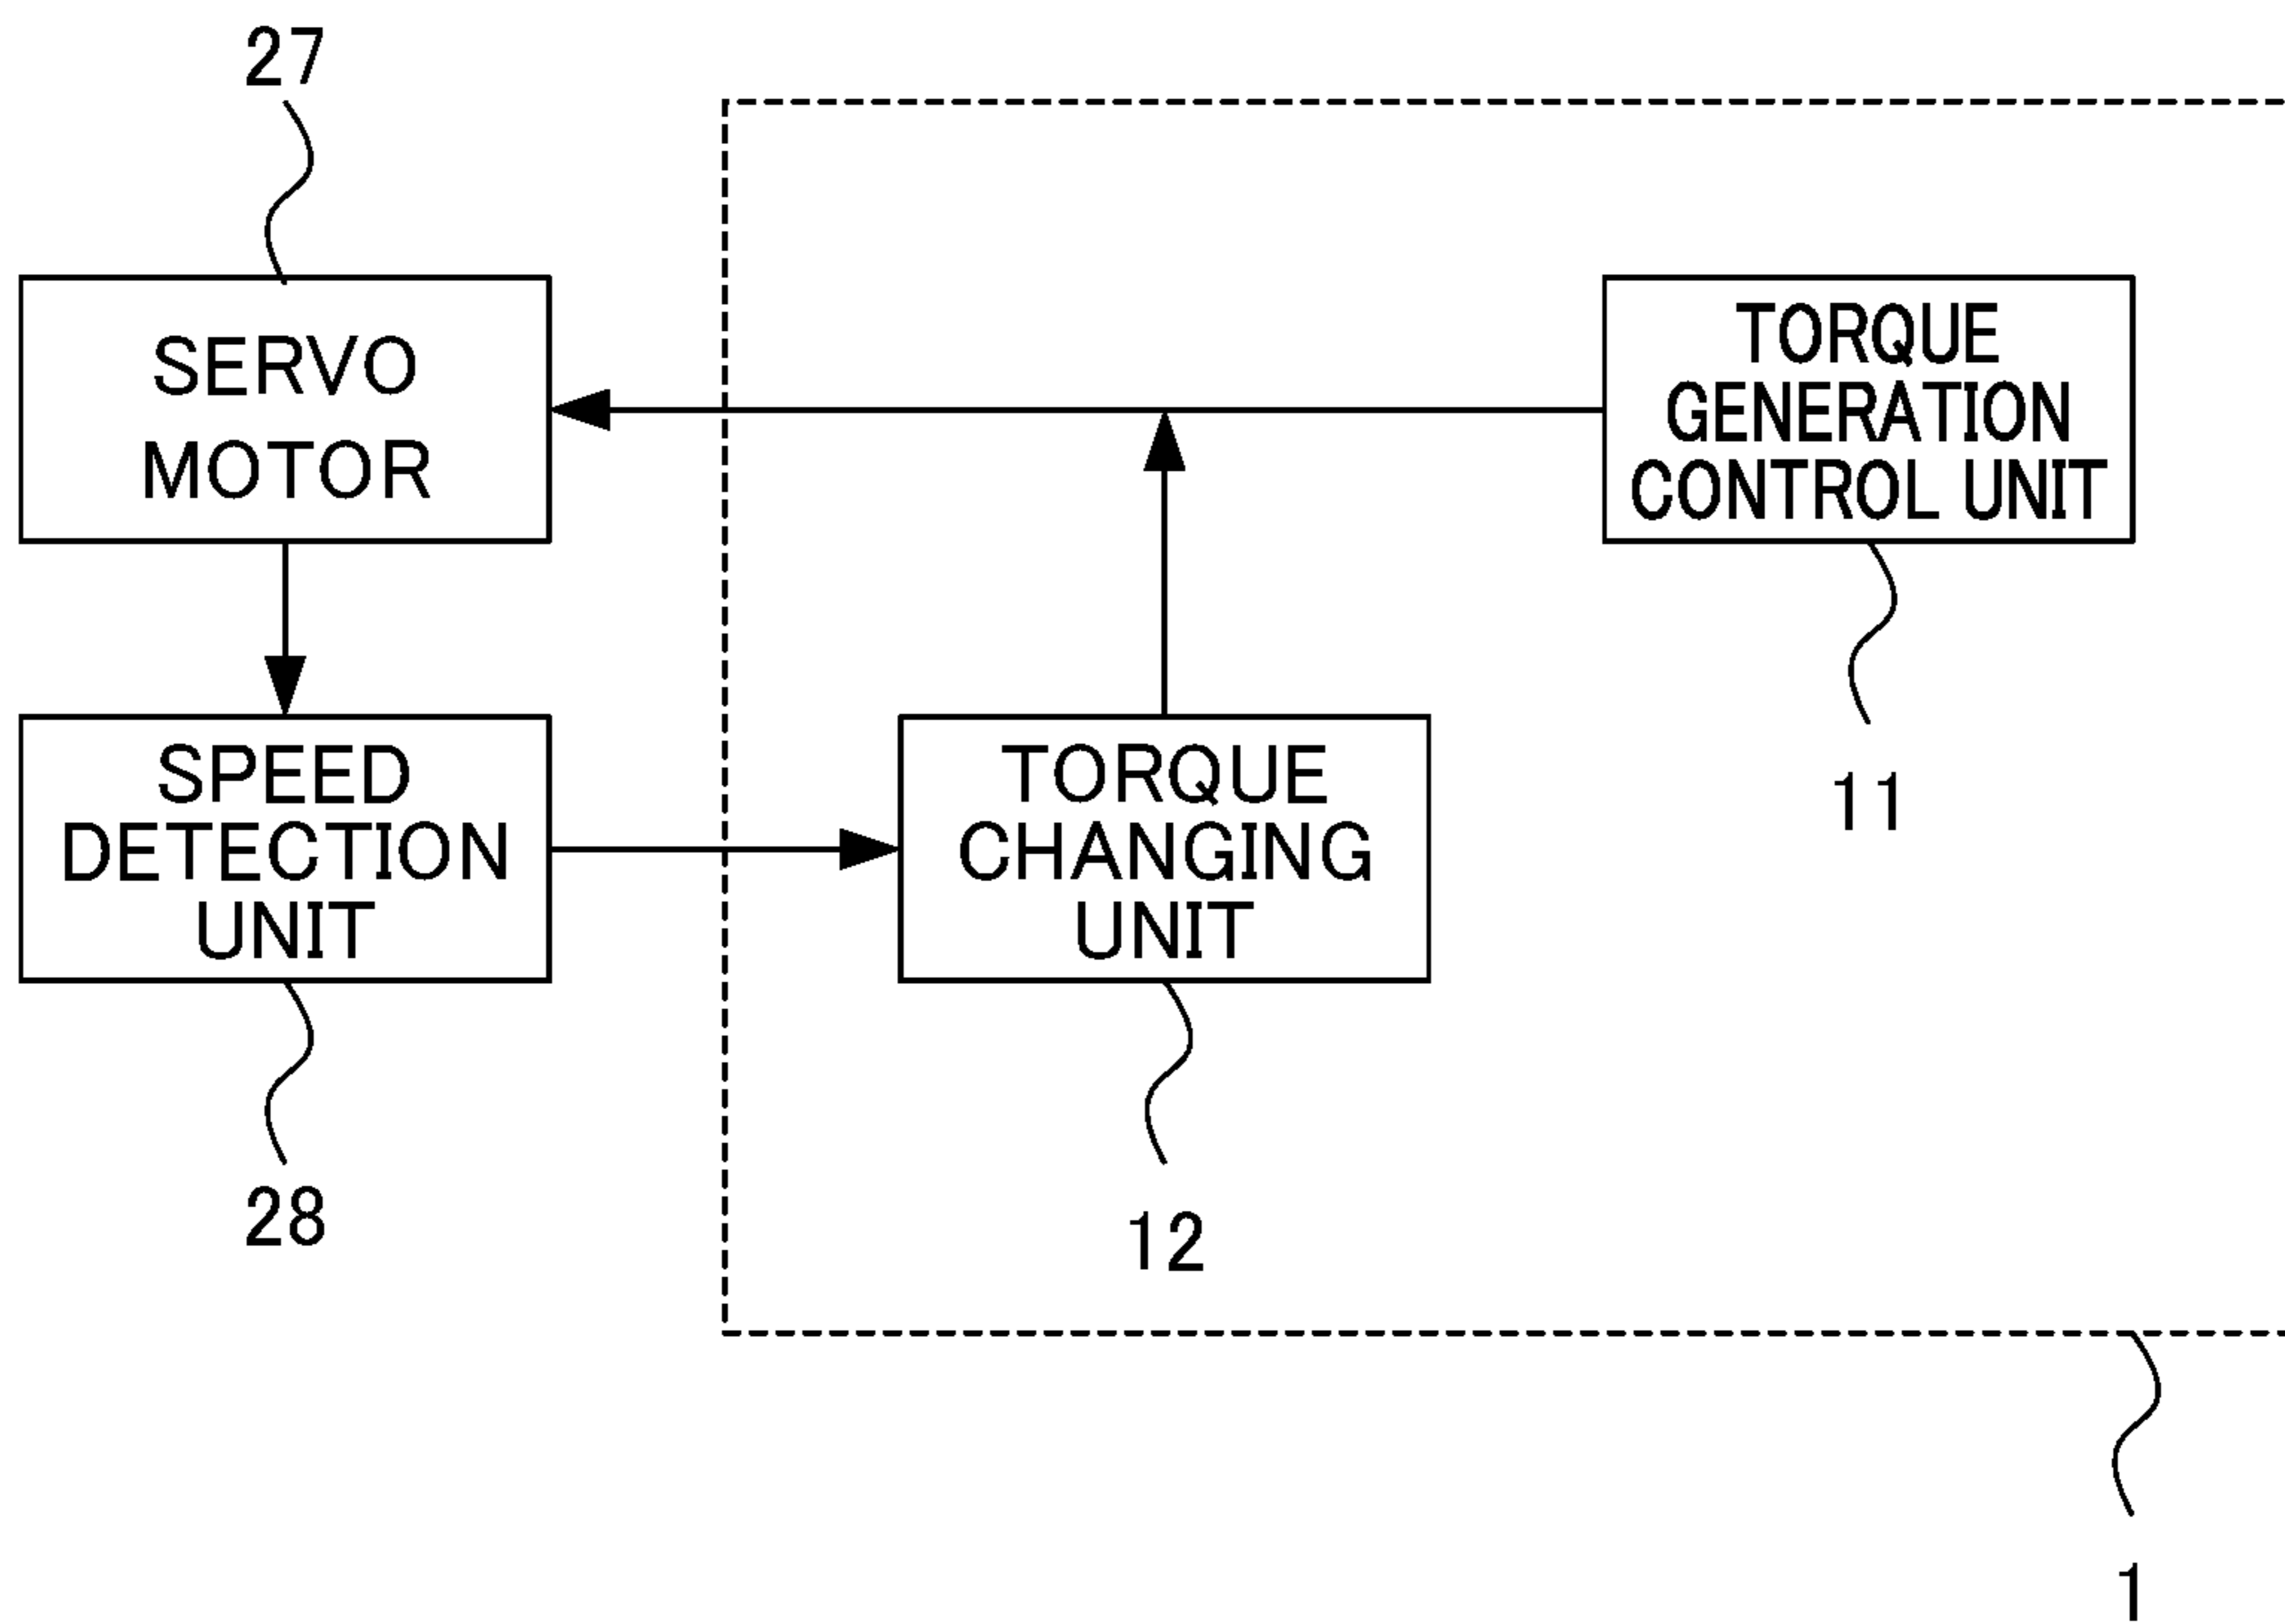 27
SERVO
MOTOR
TORQUE
GENERATION
CONTROL UNIT
11
SPEED
DETECTION
UNIT
TORQUE
CHANGING
UNIT
28
12
1